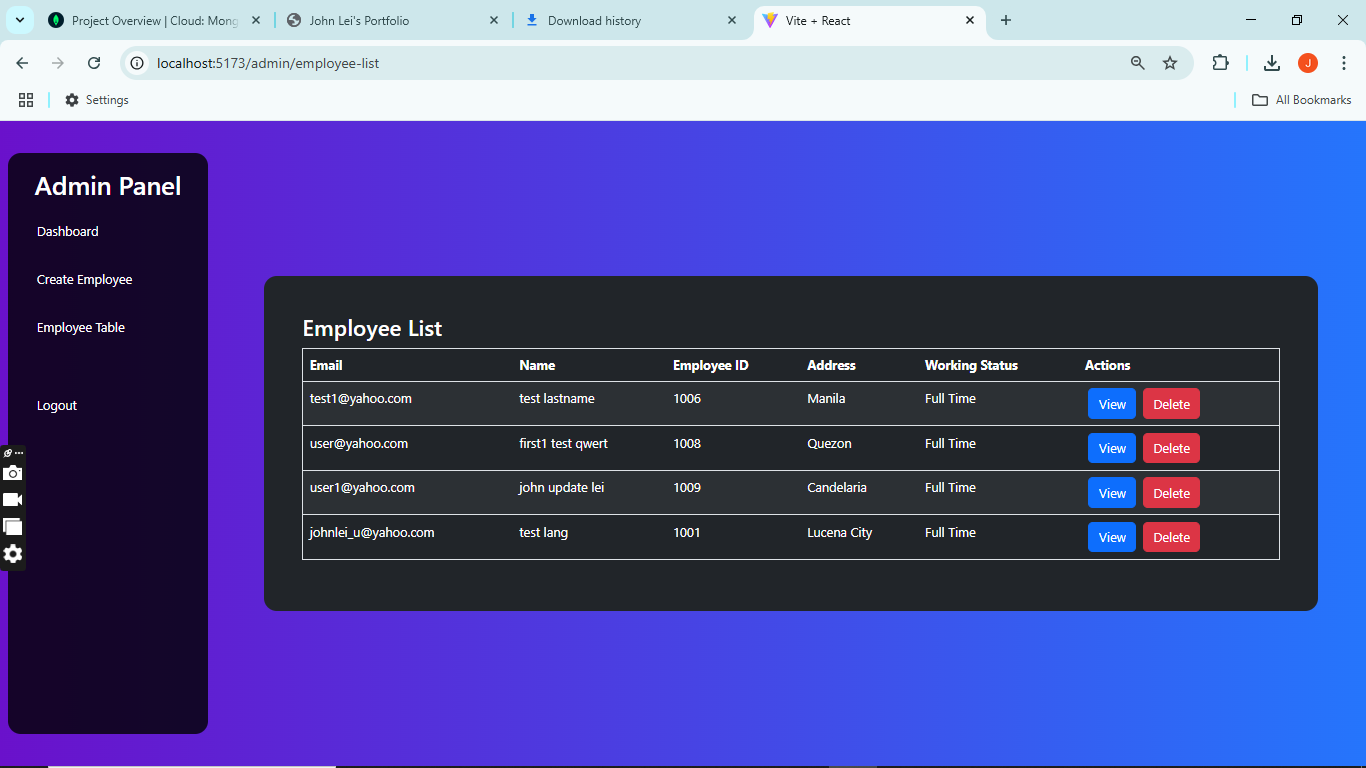 Project Overview | Cloud: Mong
John Lei's Portfolio
Download history
Vite + React
localhost:5173/admin/employee-list
J
Settings
All Bookmarks
Admin Panel
Dashboard
Create Employee
Employee Table
Logout
Employee List
Email Name Employee ID Address Working Status Actions
test1@yahoo.com test lastname 1006 Manila Full Time View Delete
user@yahoo.com first1 test qwert 1008 Quezon Full Time View Delete
user1@yahoo.com john update lei 1009 Candelaria Full Time View Delete
johnlei_u@yahoo.com test lang 1001 Lucena City Full Time View Delete